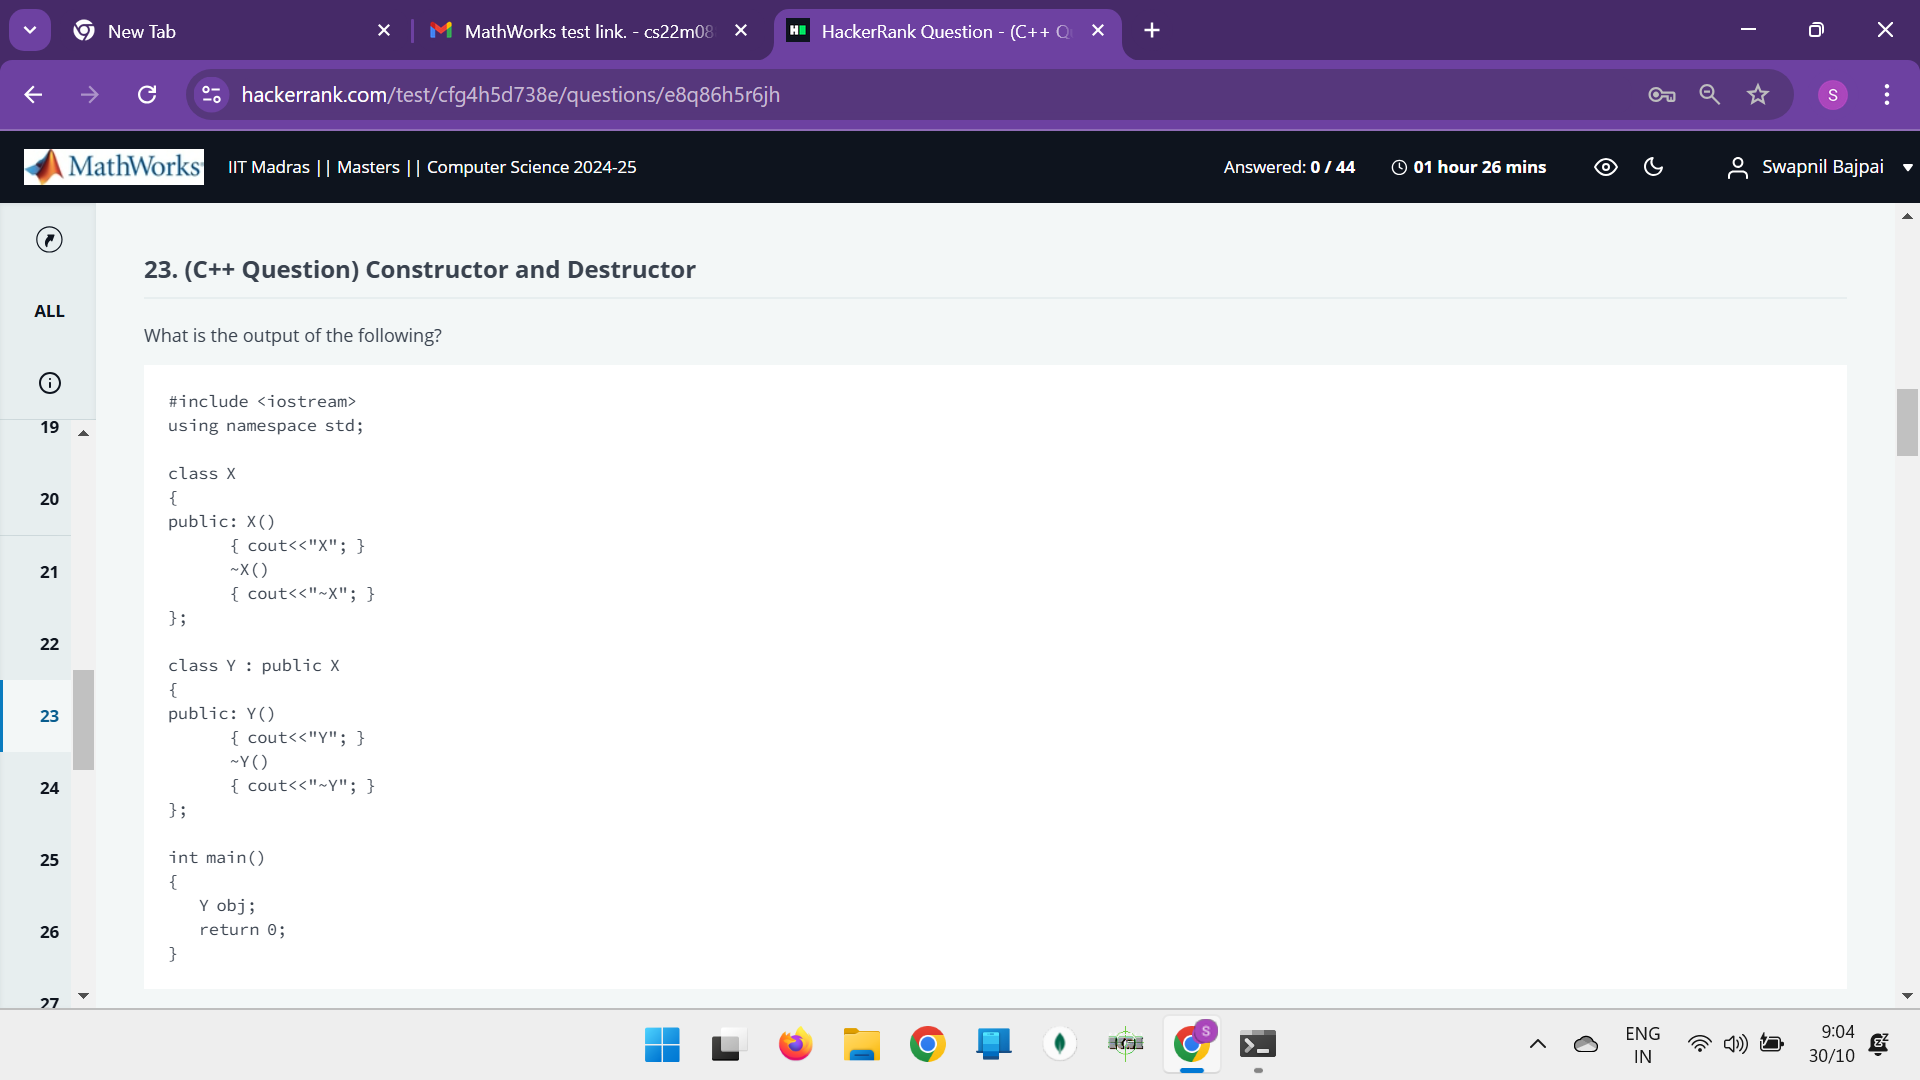 New Tab
MathWorks test link. - cs22m08
HackerRank Question - (C++ Q
hackerrank.com/test/cfg4h5d738e/questions/e8q86h5r6jh
S
MathWorks
IIT Madras || Masters || Computer Science 2024-25
Answered: 0 / 44
01 hour 26 mins
Swapnil Bajpai
ALL
19
20
21
22
23
24
25
26
27
23. (C++ Question) Constructor and Destructor
What is the output of the following?
#include <iostream>
using namespace std;
class X
{
public: X()
{ cout<<"X"; }
~X()
{ cout<<"~X"; }
};
class Y : public X
{
public: Y()
{ cout<<"Y"; }
~Y()
{ cout<<"~Y"; }
};
int main()
{
Y obj;
return 0;
}
S
ENG
IN
9:04
30/10